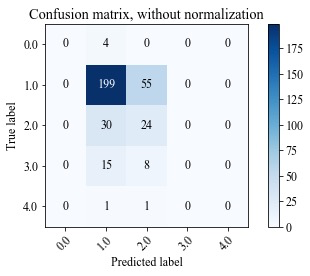 Confusion matrix, without normalization
True label
0.0 0 4 0 0 0
1.0 0 199 55 0 0
2.0 0 30 24 0 0
3.0 0 15 8 0 0
4.0 0 1 1 0 0
0.0 1.0 2.0 3.0 4.0
Predicted label
175
150
125
100
75
50
25
0